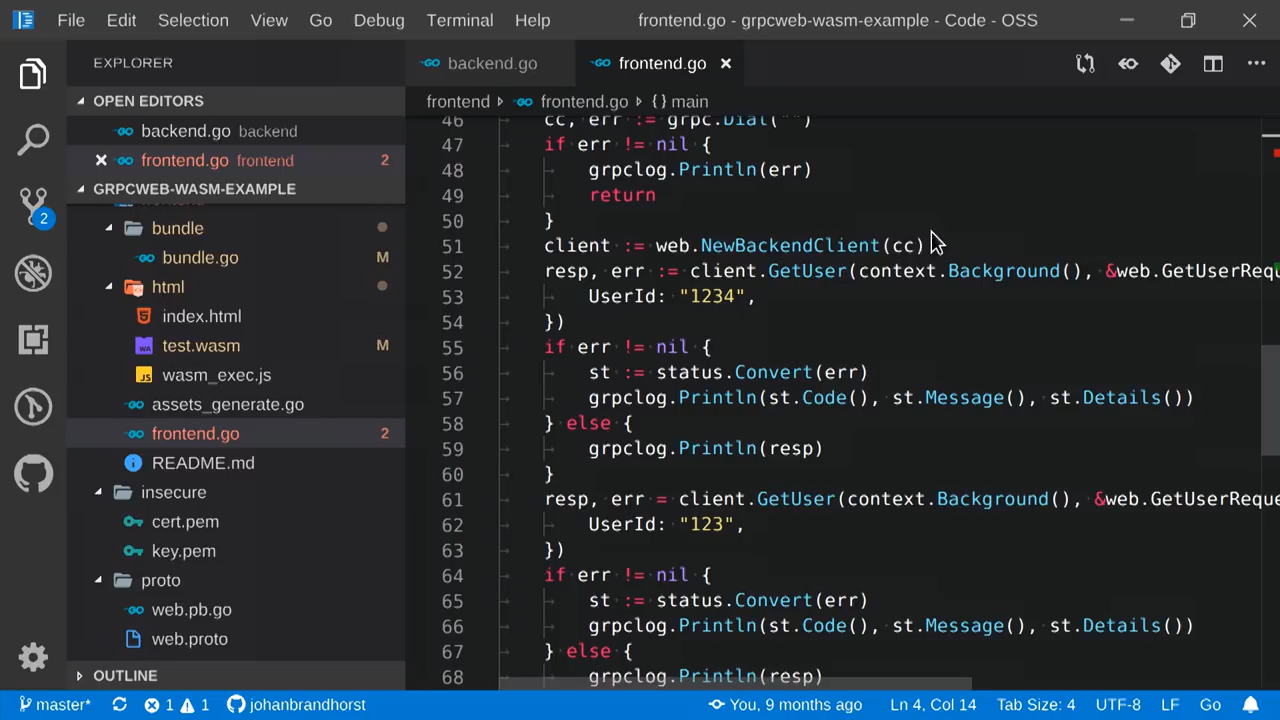 File Edit Selection View Go Debug Terminal Help frontend.go - grpcweb-wasm-example - Code - OSS
EXPLORER
OPEN EDITORS
backend.go backend
frontend.go frontend 2
GRPCWEB-WASM-EXAMPLE
bundle
bundle.go M
html
index.html
test.wasm M
wasm_exec.js
assets_generate.go
frontend.go 2
README.md
insecure
cert.pem
key.pem
proto
web.pb.go
web.proto
OUTLINE
2
backend.go frontend.go
frontend frontend.go {} main
46 cc, err := grpc.Dial("")
47 if err != nil {
48 grpclog.Println(err)
49 return
50 }
51 client := web.NewBackendClient(cc)
52 resp, err := client.GetUser(context.Background(), &web.GetUserRequ
53 UserId: "1234",
54 })
55 if err != nil {
56 st := status.Convert(err)
57 grpclog.Println(st.Code(), st.Message(), st.Details())
58 } else {
59 grpclog.Println(resp)
60 }
61 resp, err = client.GetUser(context.Background(), &web.GetUserReque
62 UserId: "123",
63 })
64 if err != nil {
65 st := status.Convert(err)
66 grpclog.Println(st.Code(), st.Message(), st.Details())
67 } else {
68 grpclog.Println(resp)
master* 1 1 johanbrandhorst You, 9 months ago Ln 4, Col 14 Tab Size: 4 UTF-8 LF Go